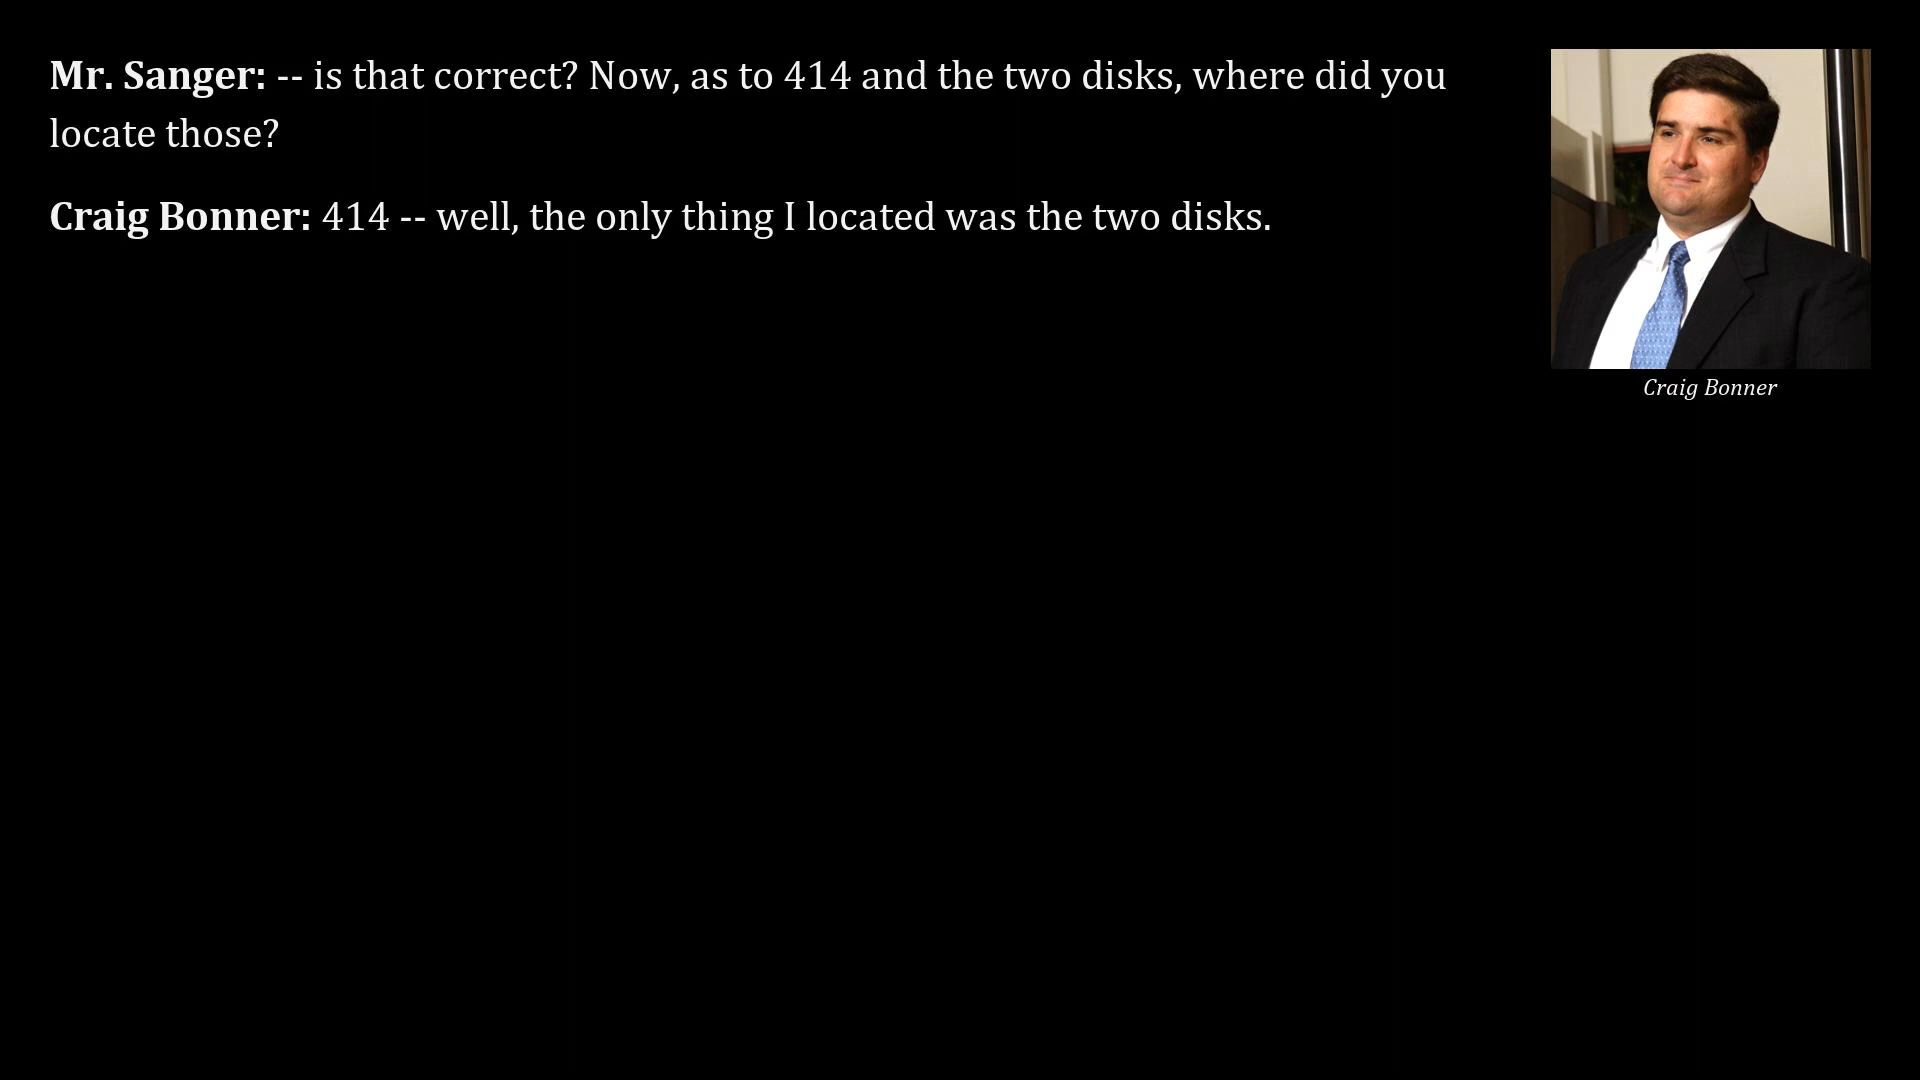 Mr. Sanger: -- is that correct? Now, as to 414 and the two disks, where did you
locate those?
Craig Bonner: 414 -- well, the only thing I located was the two disks.
Craig Bonner